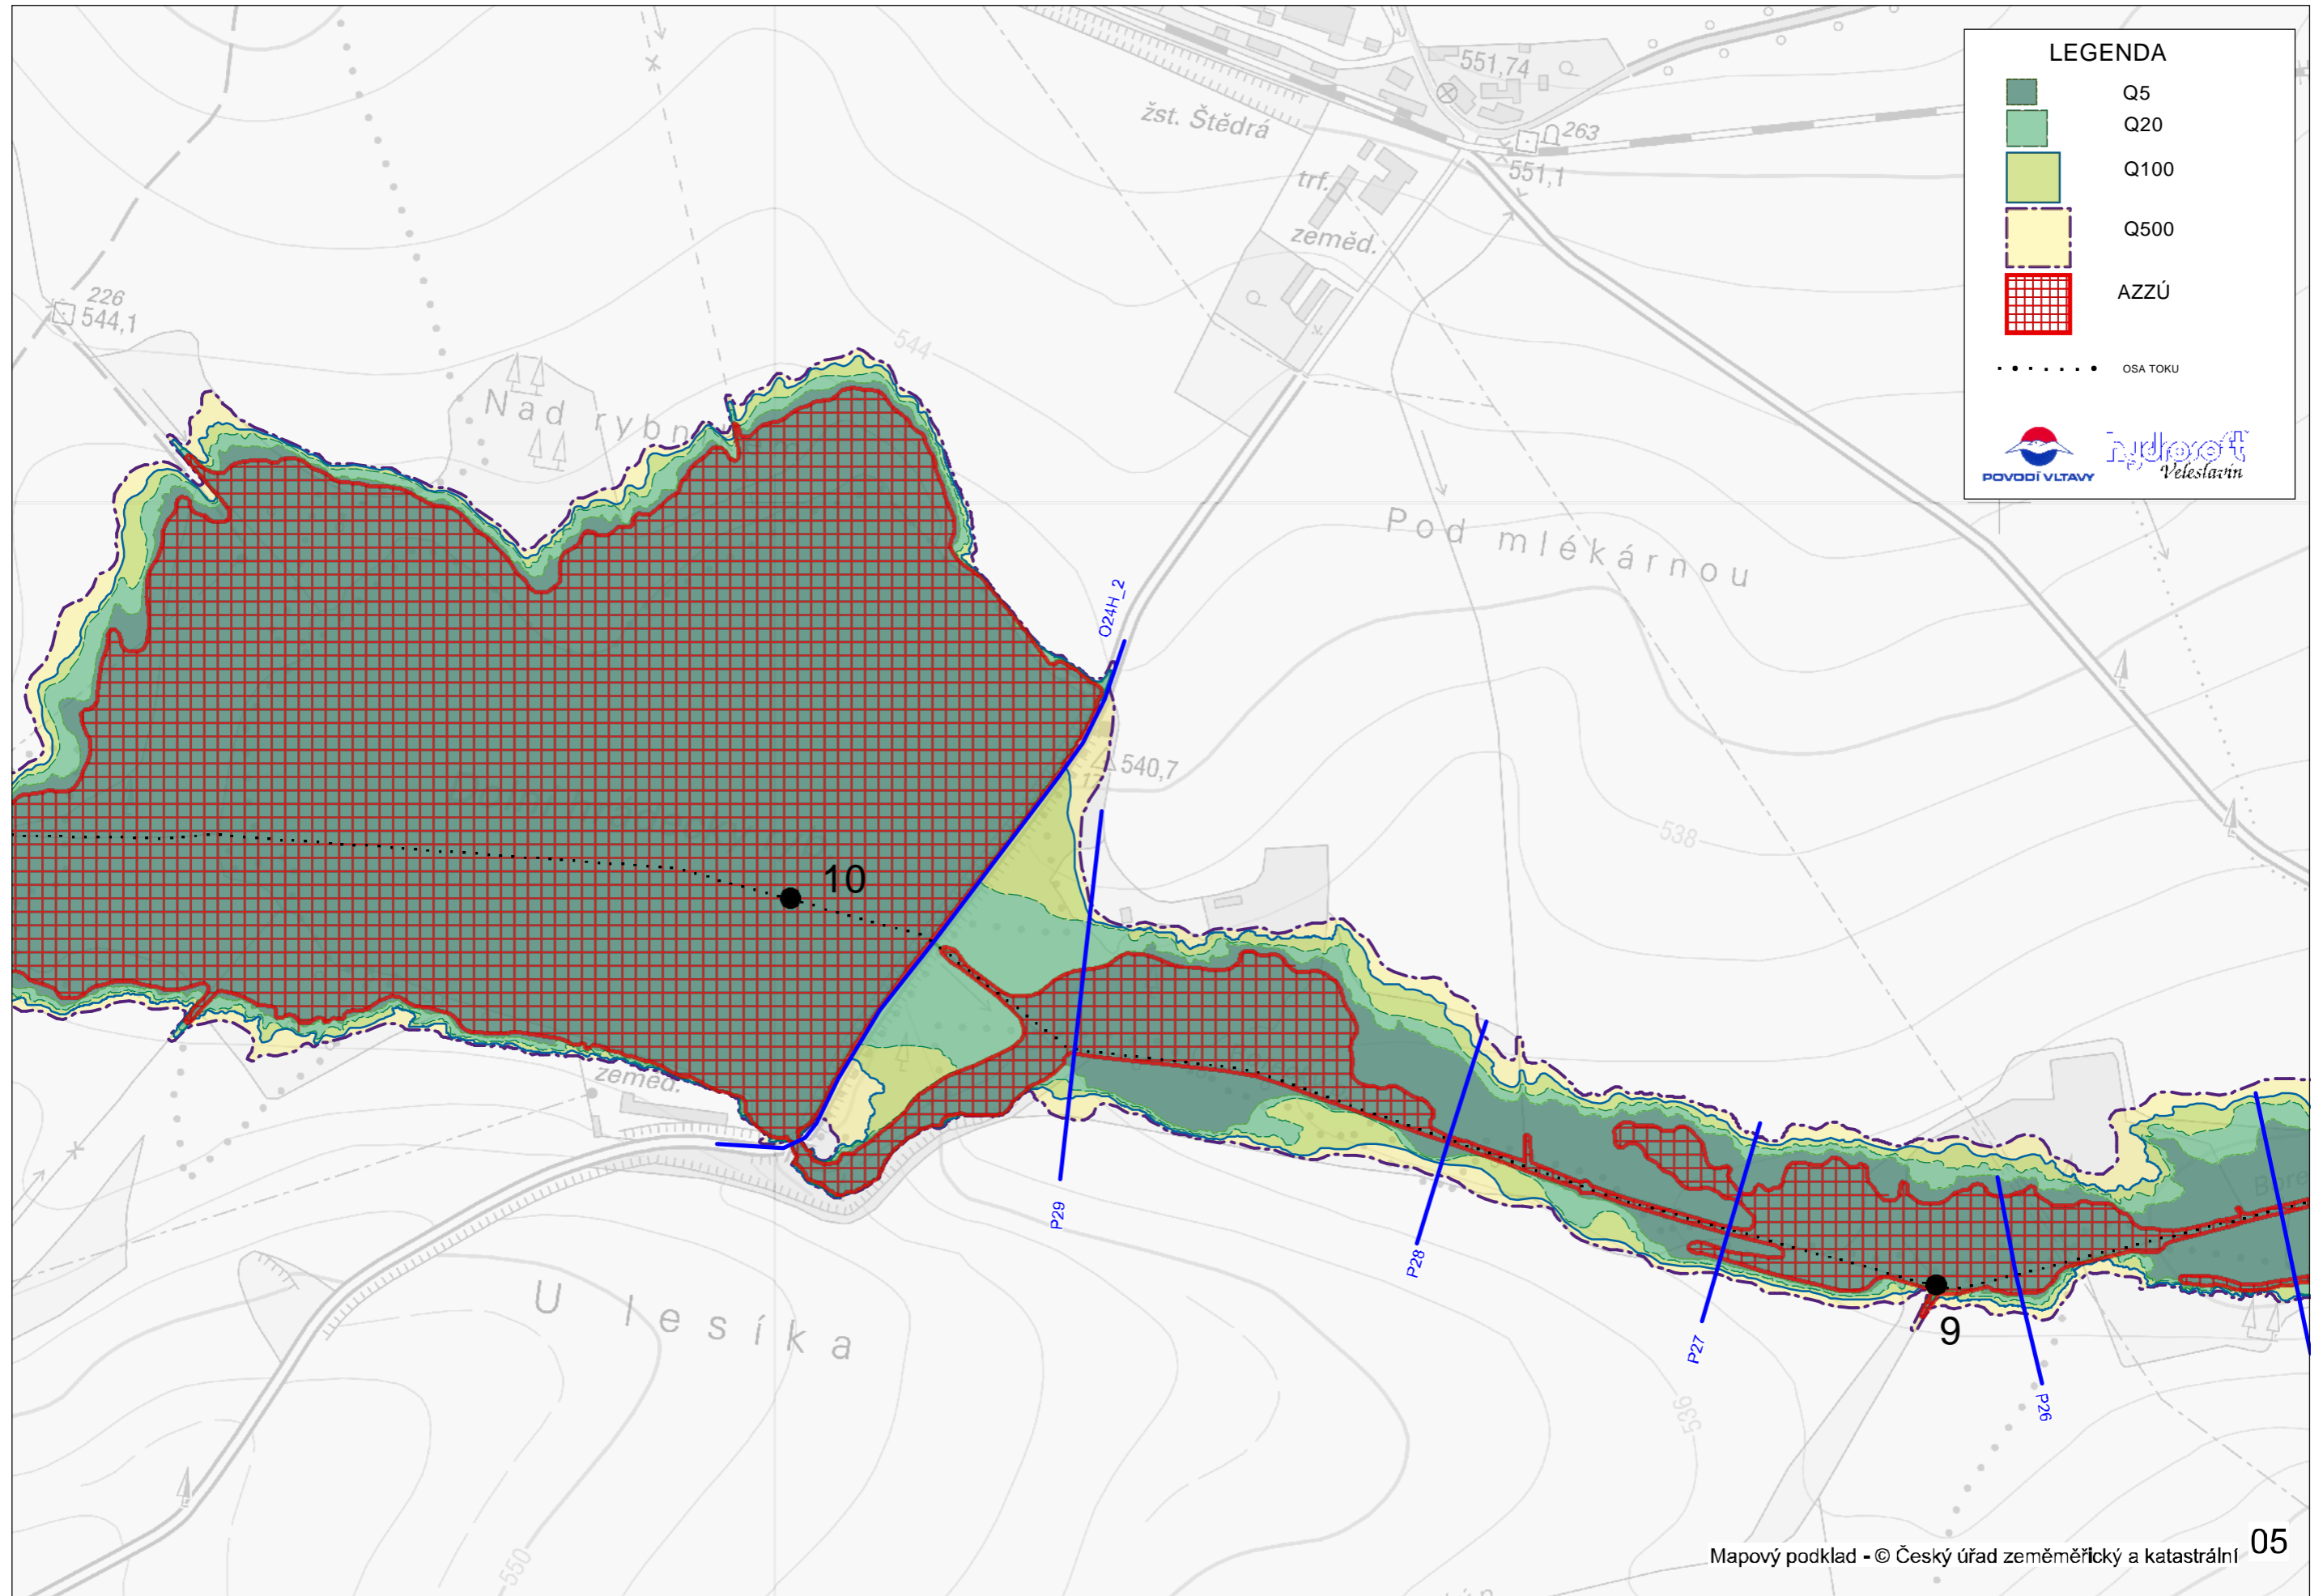 LEGENDA
Q5
Q20
Q100
Q500
AZZÚ
OSA TOKU
POVODÍ VLTAVY
hydrosoft
Veleslavín
551,74
žst. Štědrá
263
551,1
trf.
zeměd.
226
544,1
544
Nad
Pod mlékárnou
O24H_2
540,7
538
10
zeměd.
P29
P28
P27
9
P26
U lesíka
536
550
Mapový podklad - © Český úřad zeměměřický a katastrální
05